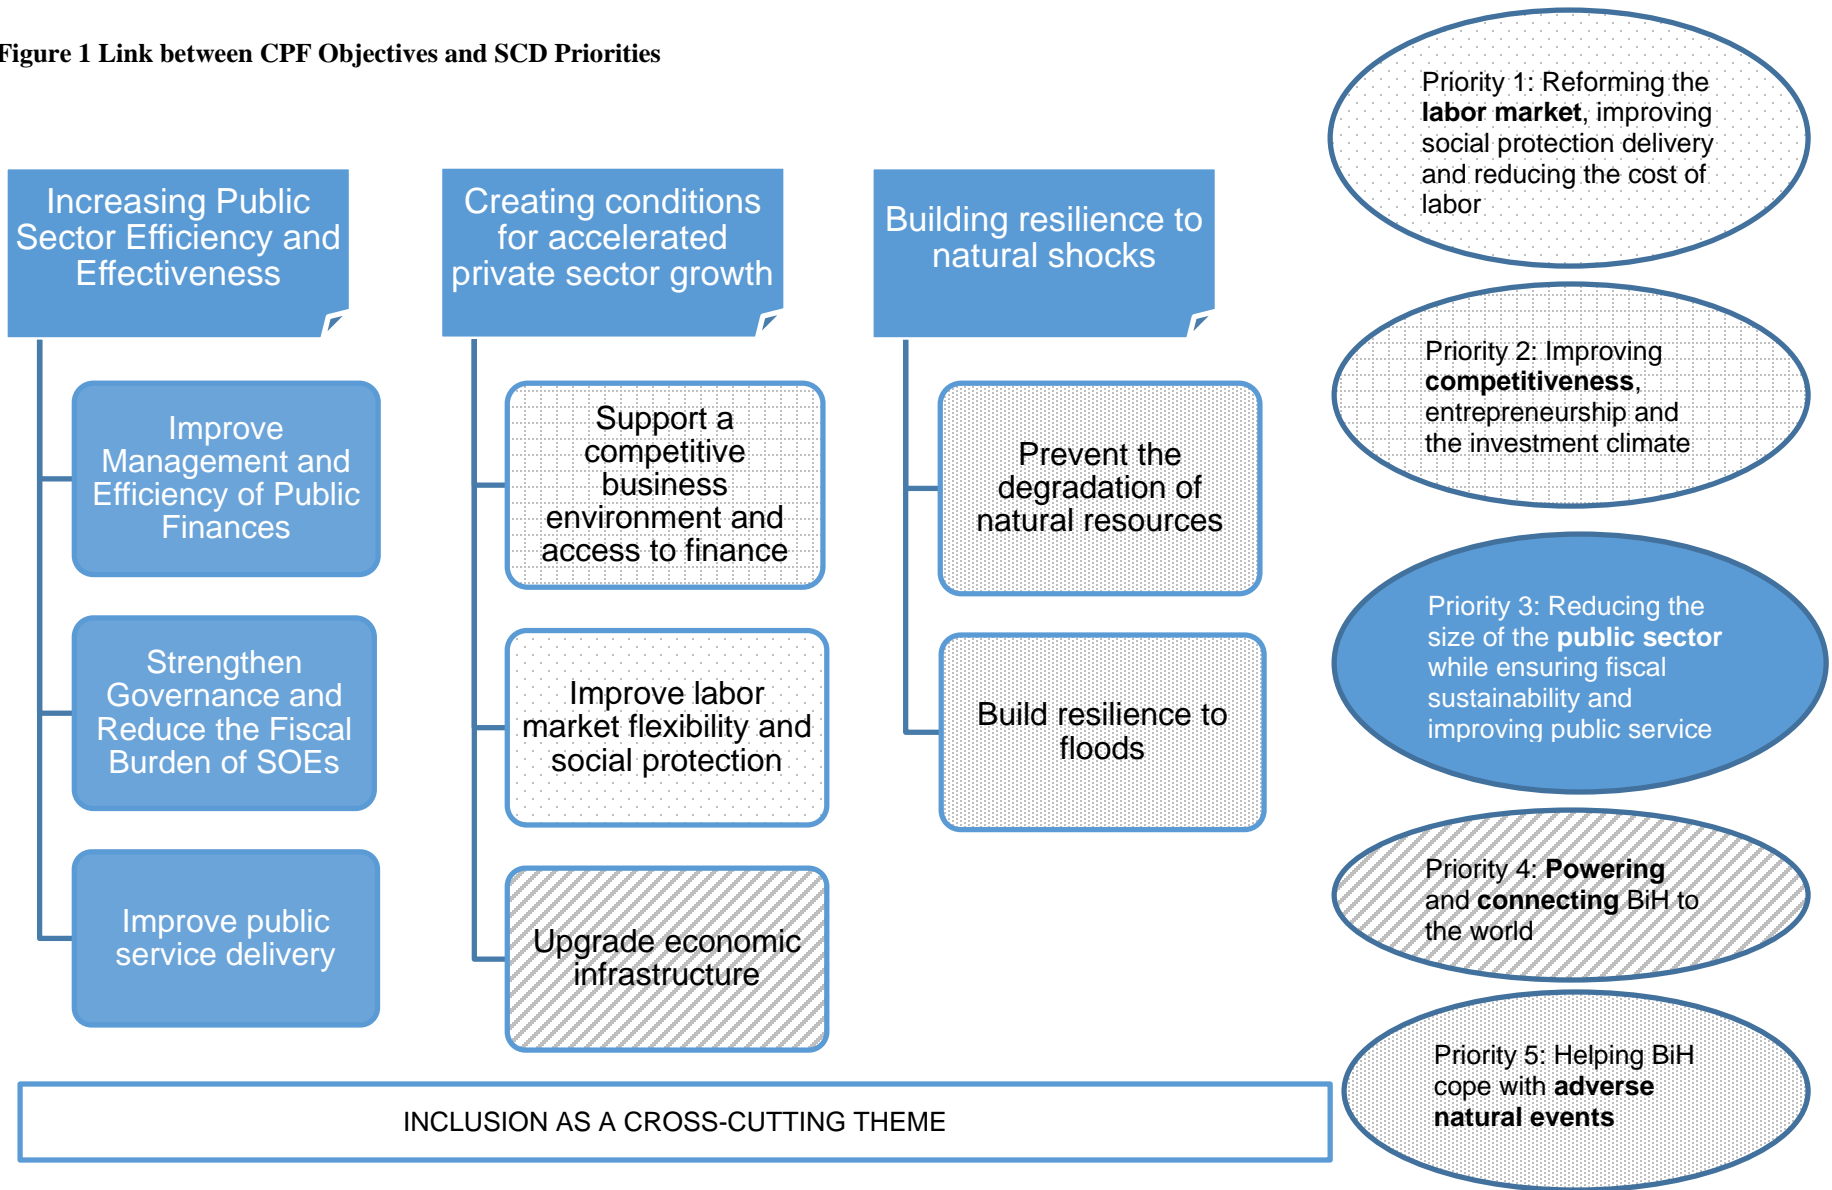 Figure 1 Link between CPF Objectives and SCD Priorities
Increasing Public
Sector Efficiency and
Effectiveness
Improve
Management and
Efficiency of Public
Finances
Strengthen
Governance and
Reduce the Fiscal
Burden of SOEs
Improve public
service delivery
Creating conditions
for accelerated
private sector growth
Support a
competitive
business
environment and
access to finance
Improve labor
market flexibility and
social protection
Upgrade economic
infrastructure
Building resilience to
natural shocks
Prevent the
degradation of
natural resources
Build resilience to
floods
Priority 1: Reforming the
labor market, improving
social protection delivery
and reducing the cost of
labor
Priority 2: Improving
competitiveness,
entrepreneurship and
the investment climate
Priority 3: Reducing the
size of the public sector
while ensuring fiscal
sustainability and
improving public service
Priority 4: Powering
and connecting BiH to
the world
Priority 5: Helping BiH
cope with adverse
natural events
INCLUSION AS A CROSS-CUTTING THEME